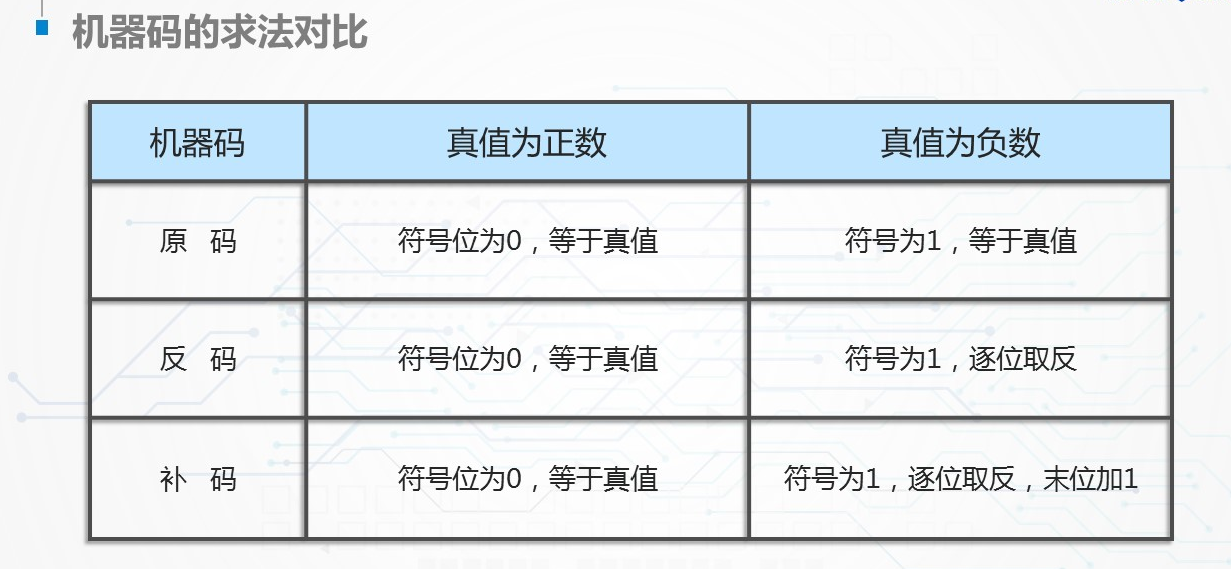 机器码的求法对比
机器码 真值为正数 真值为负数
原 码 符号位为0，等于真值 符号为1，等于真值
反 码 符号位为0，等于真值 符号为1，逐位取反
补 码 符号位为0，等于真值 符号为1，逐位取反，末位加1